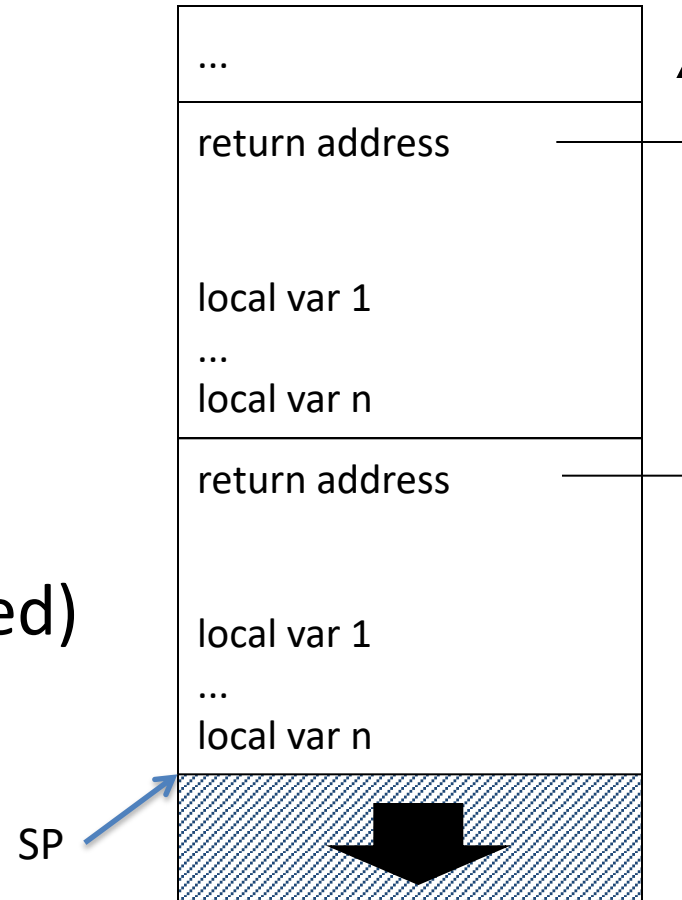 ...
return address
local var 1
...
local var n
return address
ed)
local var 1
...
local var n
SP